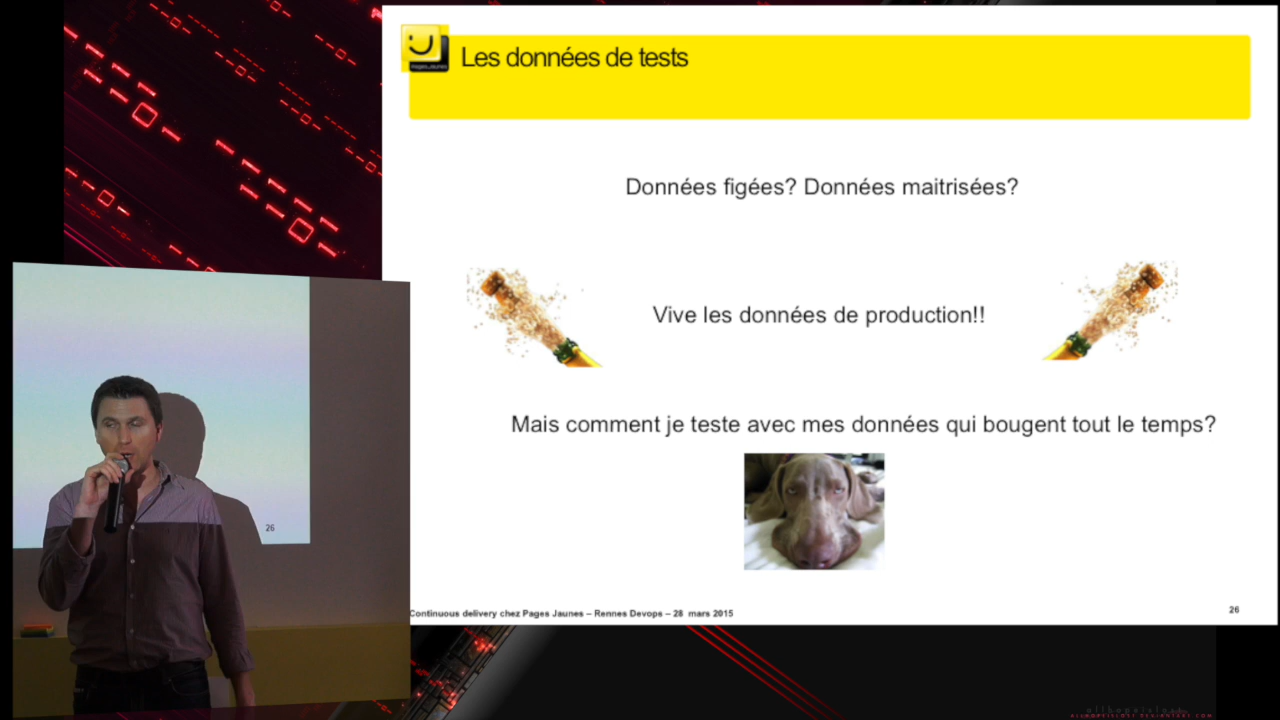 PagesJaunes
Les données de tests
Données figées? Données maitrisées?
Vive les données de production!!
Mais comment je teste avec mes données qui bougent tout le temps?
26
Continuous delivery chez Pages Jaunes – Rennes Devops – 28 mars 2015
26